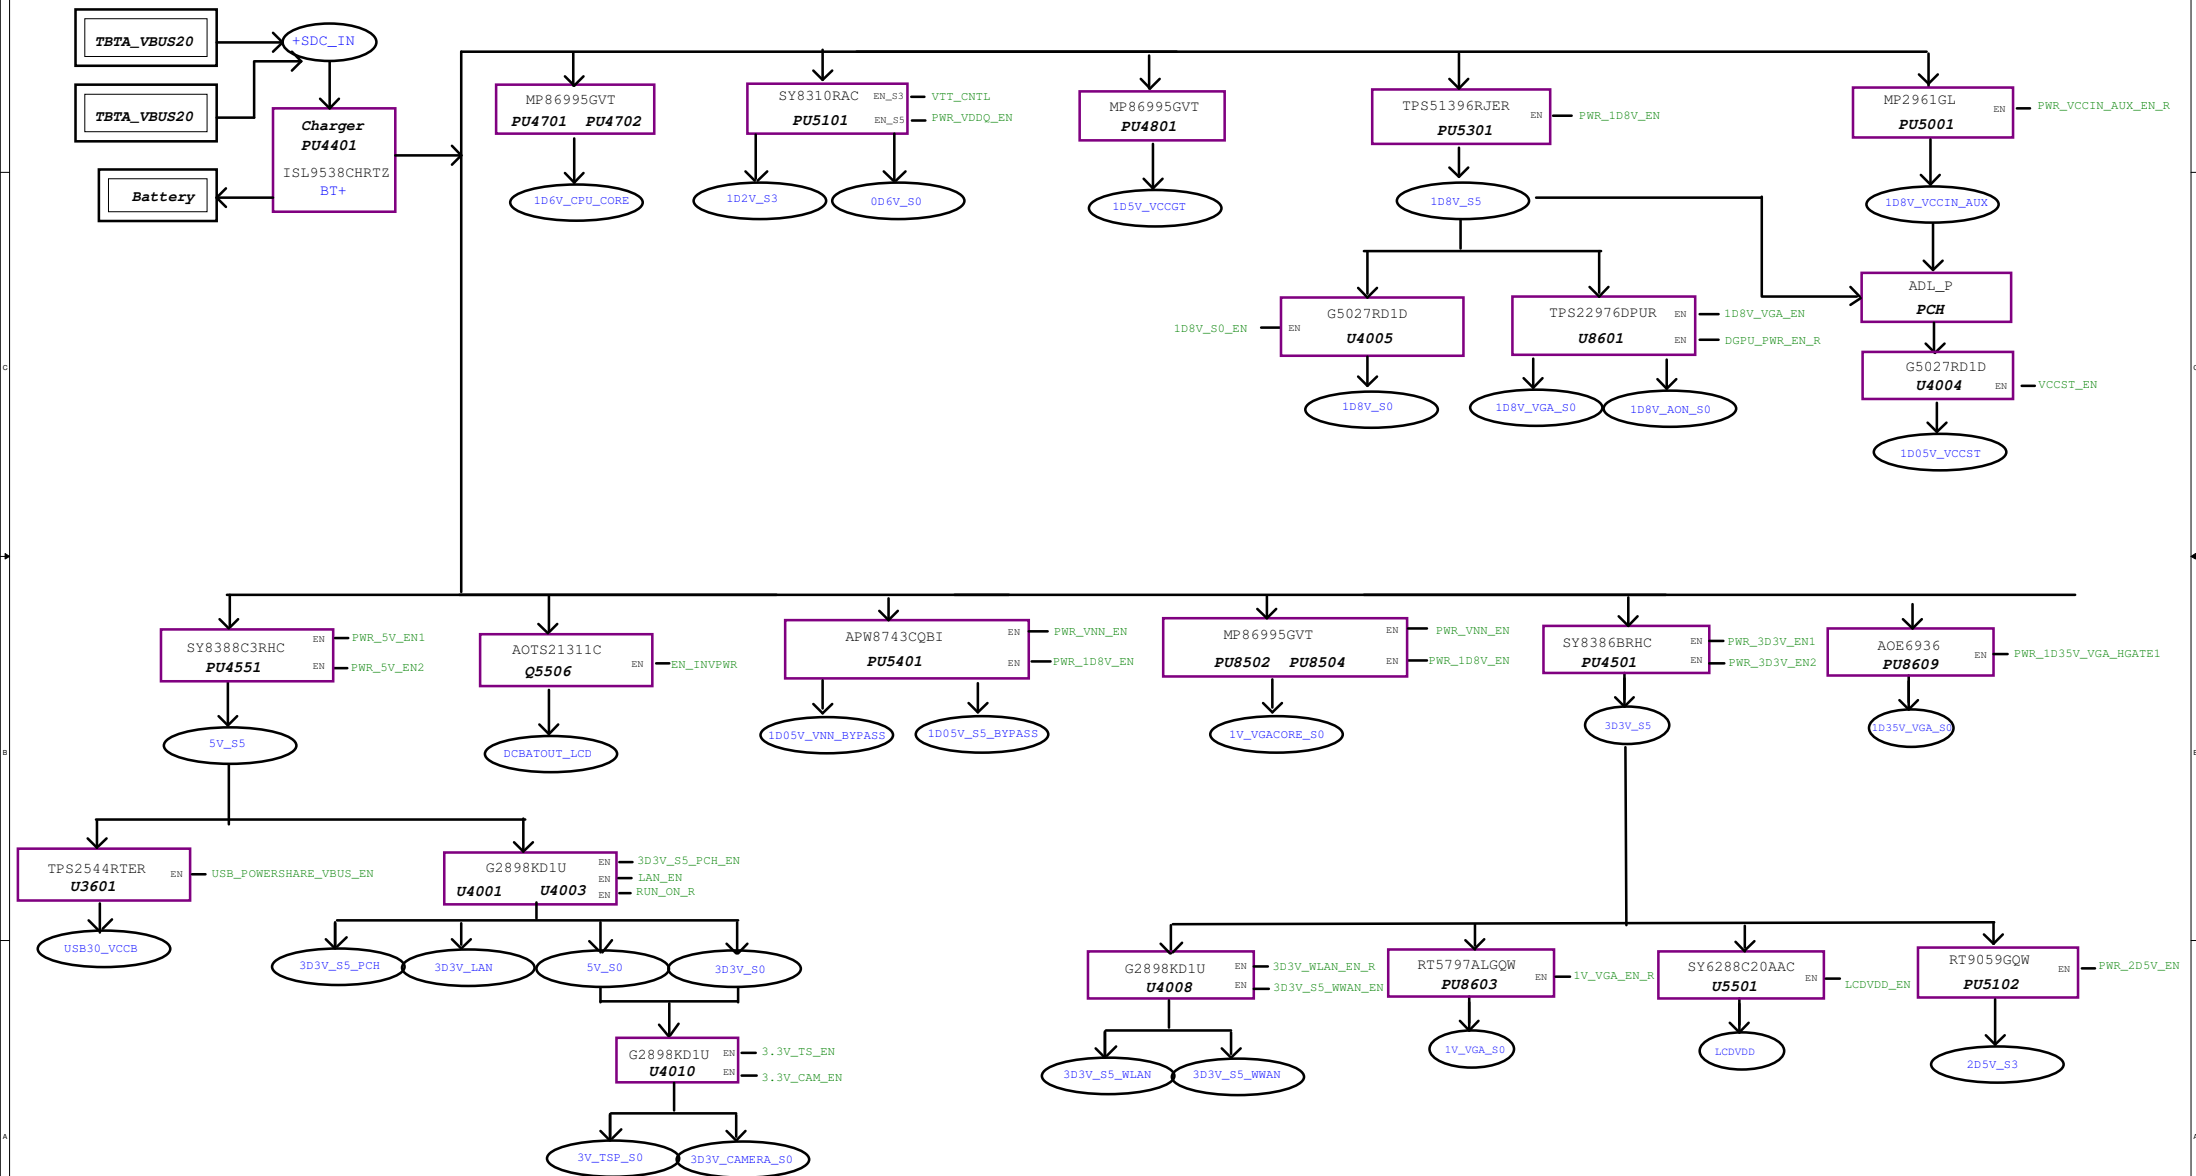 TBTA_VBUS20
+SDC_IN
TBTA_VBUS20
Charger
PU4401
ISL9538CHRTZ
BT+
Battery
MP86995GVT
PU4701 PU4702
1D6V_CPU_CORE
SY8310RAC
PU5101
EN_S3
VTT_CNTL
EN_S5
PWR_VDDQ_EN
1D2V_S3
0D6V_S0
MP86995GVT
PU4801
1D5V_VCCGT
TPS51396RJER
PU5301
EN
PWR_1D8V_EN
1D8V_S5
MP2961GL
PU5001
EN
PWR_VCCIN_AUX_EN_R
1D8V_VCCIN_AUX
1D8V_S0_EN
EN
G5027RD1D
U4005
1D8V_S0
TPS22976DPUR
U8601
EN
1D8V_VGA_EN
EN
DGPU_PWR_EN_R
1D8V_VGA_S0
1D8V_AON_S0
ADL_P
PCH
G5027RD1D
U4004
EN
VCCST_EN
1D05V_VCCST
C
SY8388C3RHC
PU4551
EN
PWR_5V_EN1
EN
PWR_5V_EN2
5V_S5
AOTS21311C
Q5506
EN
EN_INVPWR
DCBATOUT_LCD
APW8743CQBI
PU5401
EN
PWR_VNN_EN
EN
PWR_1D8V_EN
1D05V_VNN_BYPASS
1D05V_S5_BYPASS
MP86995GVT
PU8502 PU8504
EN
PWR_VNN_EN
EN
PWR_1D8V_EN
1V_VGACORE_S0
SY8386BRHC
PU4501
EN
PWR_3D3V_EN1
EN
PWR_3D3V_EN2
3D3V_S5
AOE6936
PU8609
EN
PWR_1D35V_VGA_HGATE1
1D35V_VGA_S0
B
TPS2544RTER
U3601
EN
USB_POWERSHARE_VBUS_EN
USB30_VCCB
G2898KD1U
U4001 U4003
EN
3D3V_S5_PCH_EN
EN
LAN_EN
EN
RUN_ON_R
3D3V_S5_PCH
3D3V_LAN
5V_S0
3D3V_S0
G2898KD1U
U4010
EN
3.3V_TS_EN
EN
3.3V_CAM_EN
3V_TSP_S0
3D3V_CAMERA_S0
G2898KD1U
U4008
EN
3D3V_WLAN_EN_R
EN
3D3V_S5_WWAN_EN
3D3V_S5_WLAN
3D3V_S5_WWAN
RT5797ALGQW
PU8603
EN
1V_VGA_EN_R
1V_VGA_S0
SY6288C20AAC
U5501
EN
LCDVDD_EN
LCDVDD
RT9059GQW
PU5102
EN
PWR_2D5V_EN
2D5V_S3
A